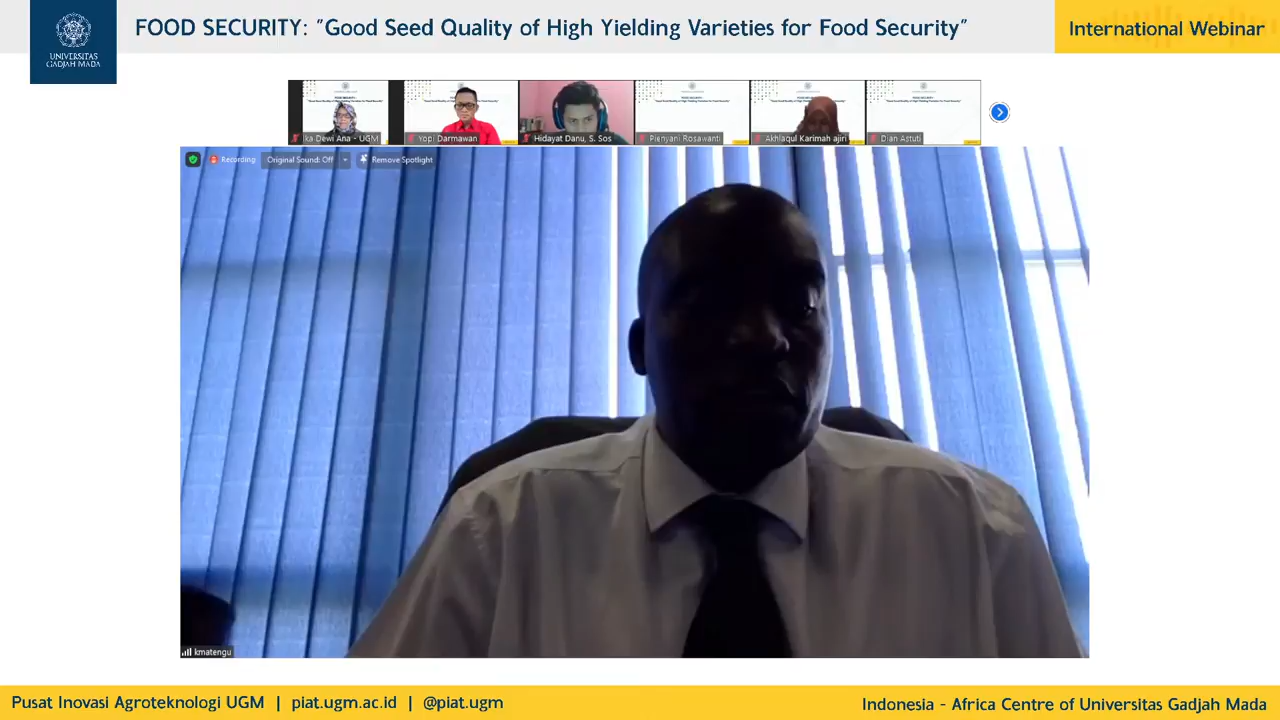 FOOD SECURITY: "Good Seed Quality of High Yielding Varieties for Food Security"
International Webinar
UNIVERSITAS
GADJAH MADA
ka Dewi Ana - UGM
Yopi Darmawan
Hidayat Danu, S. Sos
Pienyani Rosawanti
Akhlaqul Karimah ajiri
Dian Astuti
Recording
Original Sound: Off
Remove Spotlight
kmatengu
Pusat Inovasi Agroteknologi UGM | piat.ugm.ac.id | @piat.ugm
Indonesia - Africa Centre of Universitas Gadjah Mada